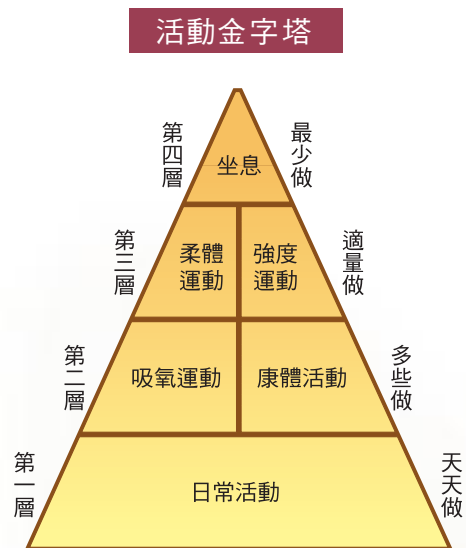 活動金字塔
第四層
坐息
最少做
第三層
柔體
運動
強度
運動
適量做
第二層
吸氧運動
康體活動
多些做
第一層
日常活動
天天做